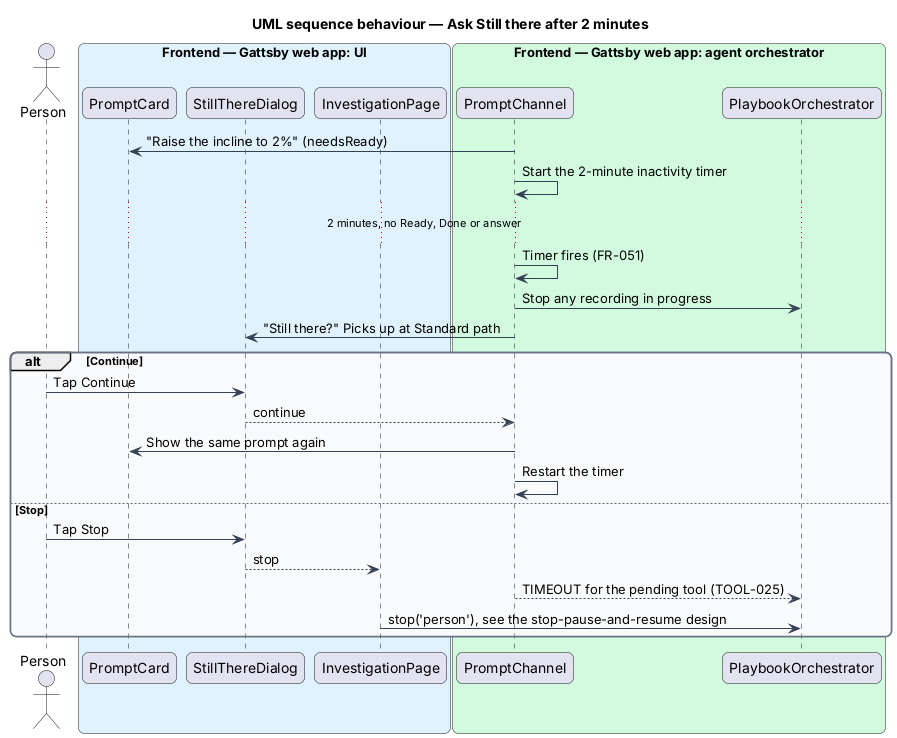 UML sequence behaviour — Ask Still there after 2 minutes
Frontend — Gattsby web app: UI
Frontend — Gattsby web app: agent orchestrator
Person
PromptCard
StillThereDialog
InvestigationPage
PromptChannel
PlaybookOrchestrator
"Raise the incline to 2%" (needsReady)
Start the 2-minute inactivity timer
2 minutes, no Ready, Done or answer
Timer fires (FR-051)
Stop any recording in progress
"Still there?" Picks up at Standard path
alt
[Continue]
Tap Continue
continue
Show the same prompt again
Restart the timer
[Stop]
Tap Stop
stop
TIMEOUT for the pending tool (TOOL-025)
stop('person'), see the stop-pause-and-resume design
Person
PromptCard
StillThereDialog
InvestigationPage
PromptChannel
PlaybookOrchestrator